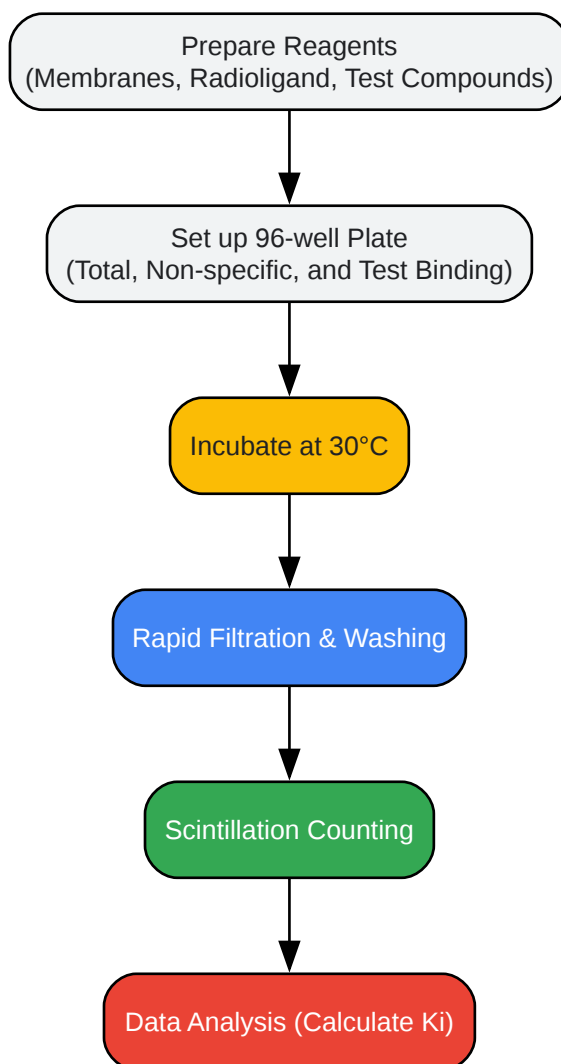 Prepare Reagents
(Membranes, Radioligand, Test Compounds)
Set up 96-well Plate
(Total, Non-specific, and Test Binding)
Incubate at 30°C
Rapid Filtration & Washing
Scintillation Counting
Data Analysis (Calculate Ki)